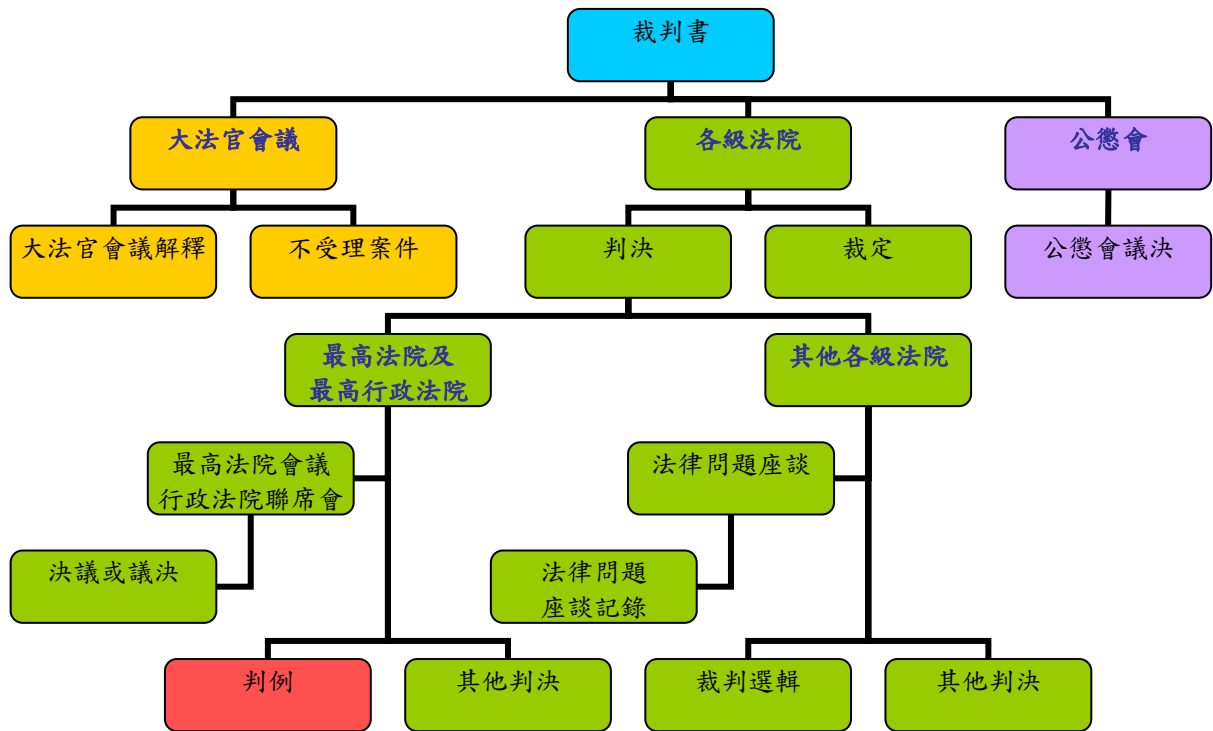 裁判書
大法官會議
各級法院
公懲會
大法官會議解釋
不受理案件
判決
裁定
公懲會議決
最高法院及
最高行政法院
其他各級法院
最高法院會議
行政法院聯席會
法律問題座談
決議或議決
法律問題
座談記錄
判例
其他判決
裁判選輯
其他判決